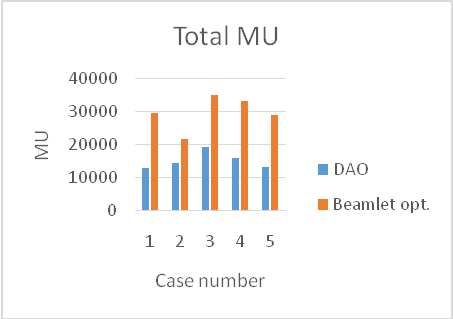 Total MU
40000
30000
20000
10000
0
MU
1 2 3 4 5
Case number
DAO
Beamlet opt.